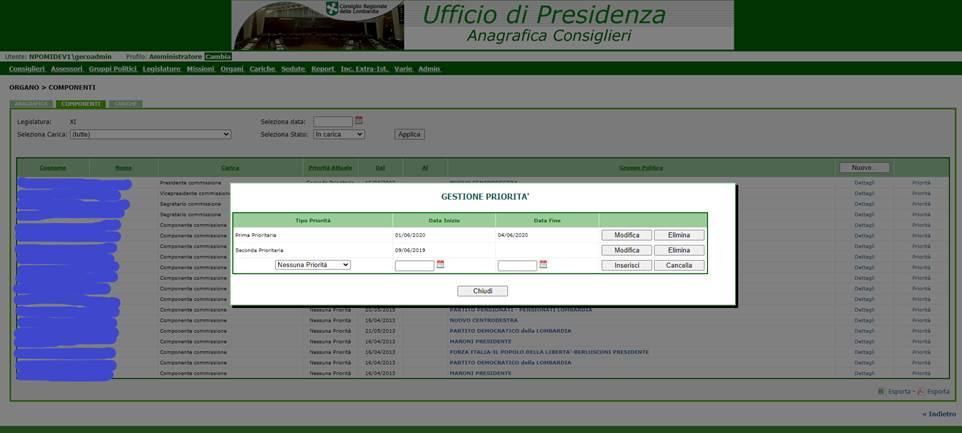 Consiglio Regionale
della Lombardia
Ufficio di Presidenza
Anagrafica Consiglieri
Utente: NPOMIDEV1\gecoadmin Profilo: Amministratore Cambia
Consiglieri Assessori Gruppi Politici Legislature Missioni Organi Cariche Sedute Report Inc. Extra-Ist. Varie Admin
ORGANO > COMPONENTI
ANAGRAFICA COMPONENTI CARICHE
Legislatura: XI Seleziona data:
Seleziona Carica: (tutte) Seleziona Stato: In carica Applica
Cognome Nome Carica Priorità Attuale Dal Al Gruppo Politico Nuovo...
Presidente commissione Dettagli Priorità
Vicepresidente commissione Dettagli Priorità
Segretario commissione Dettagli Priorità
Segretario commissione Dettagli Priorità
Componente commissione Dettagli Priorità
Componente commissione Dettagli Priorità
Componente commissione Dettagli Priorità
Componente commissione Dettagli Priorità
Componente commissione Dettagli Priorità
Componente commissione Dettagli Priorità
Componente commissione Dettagli Priorità
Componente commissione Dettagli Priorità
Componente commissione Nessuna Priorità 21/05/2015 PARTITO PENSIONATI - PENSIONATI LOMBARDIA Dettagli Priorità
Componente commissione Nessuna Priorità 16/04/2013 NUOVO CENTRODESTRA Dettagli Priorità
Componente commissione Nessuna Priorità 21/05/2013 PARTITO DEMOCRATICO della LOMBARDIA Dettagli Priorità
Componente commissione Nessuna Priorità 16/04/2013 MARONI PRESIDENTE Dettagli Priorità
Componente commissione Nessuna Priorità 16/04/2013 FORZA ITALIA-IL POPOLO DELLA LIBERTA'-BERLUSCONI PRESIDENTE Dettagli Priorità
Componente commissione Nessuna Priorità 16/04/2013 PARTITO DEMOCRATICO della LOMBARDIA Dettagli Priorità
Componente commissione Nessuna Priorità 16/04/2013 MARONI PRESIDENTE Dettagli Priorità
GESTIONE PRIORITA'
Tipo Priorità Data Inizio Data Fine
Prima Prioritaria 01/06/2020 04/06/2020 Modifica Elimina
Seconda Prioritaria 09/06/2019 Modifica Elimina
Nessuna Priorità Inserisci Cancella
Chiudi
Esporta - Esporta
« Indietro